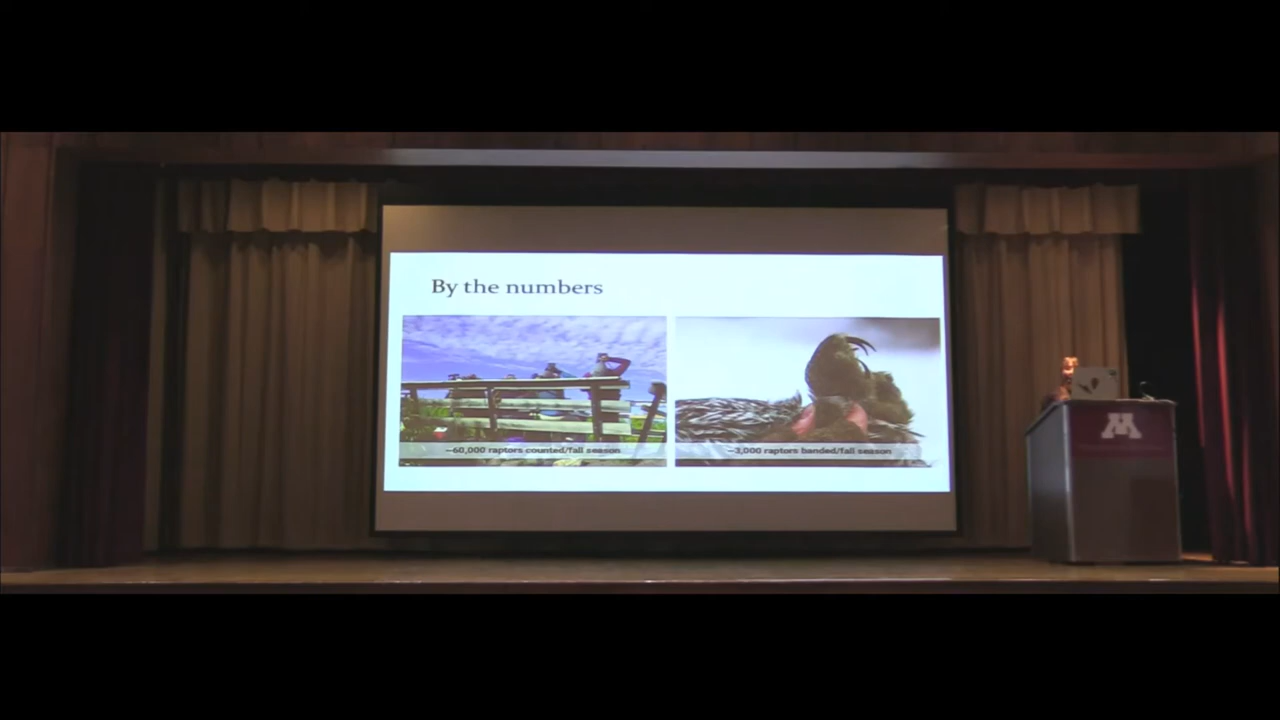 By the numbers
~60,000 raptors counted/fall season
~3,000 raptors banded/fall season
M